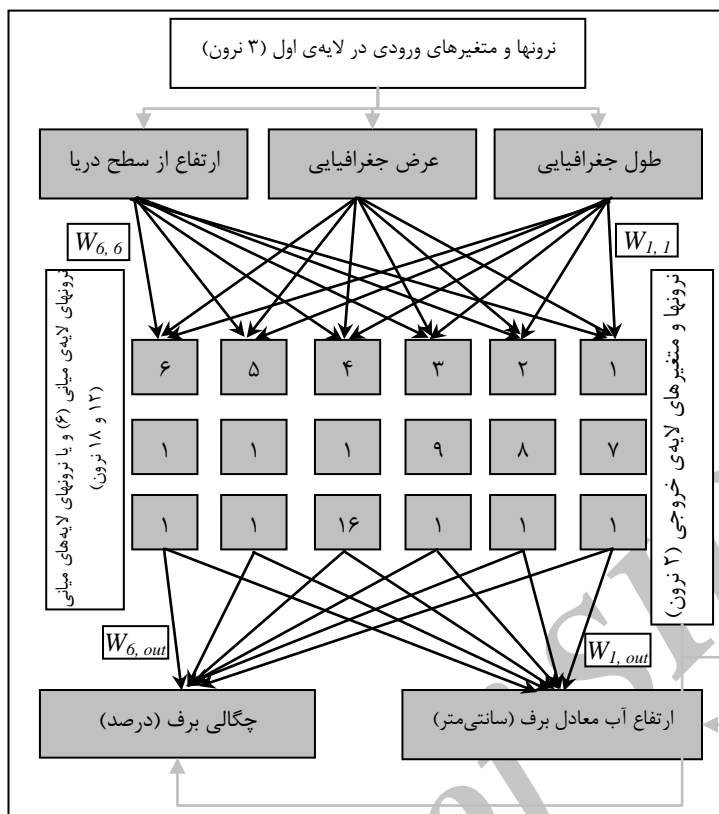 نرونها و متغیرهای ورودی در لایه‌ی اول (۳ نرون)
طول جغرافیایی
عرض جغرافیایی
ارتفاع از سطح دریا
W1, 1
W6, 6
نرونها و متغیرهای لایه‌ی خروجی (۲ نرون)
نرونهای لایه‌ی میانی (۶) و یا نرونهای لایه‌های میانی
(۱۲ و ۱۸ نرون)
۱ ۲ ۳ ۴ ۵ ۶
۷ ۸ ۹ ۱ ۱ ۱
۱ ۱ ۱ ۱۶ ۱ ۱
W1, out
W6, out
ارتفاع آب معادل برف (سانتی‌متر)
چگالی برف (درصد)